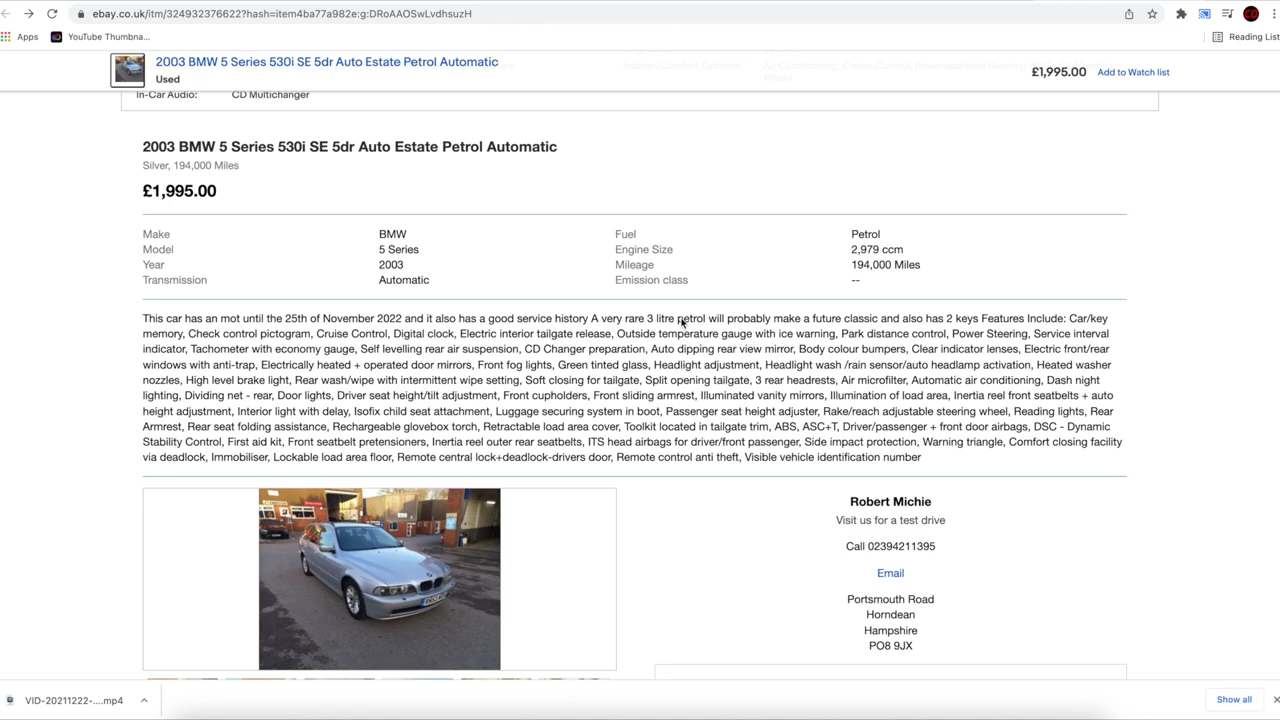 ebay.co.uk/itm/324932376622?hash=item4ba77a982e:g:DRoAAOSwLvdhsuzH
Apps YouTube Thumbna... Reading List
2003 BMW 5 Series 530i SE 5dr Auto Estate Petrol Automatic
Used
£1,995.00 Add to Watch list
In-Car Audio: CD Multichanger
2003 BMW 5 Series 530i SE 5dr Auto Estate Petrol Automatic
Silver, 194,000 Miles
£1,995.00
Make BMW Fuel Petrol
Model 5 Series Engine Size 2,979 ccm
Year 2003 Mileage 194,000 Miles
Transmission Automatic Emission class --
This car has an mot until the 25th of November 2022 and it also has a good service history A very rare 3 litre petrol will probably make a future classic and also has 2 keys Features Include: Car/key
memory, Check control pictogram, Cruise Control, Digital clock, Electric interior tailgate release, Outside temperature gauge with ice warning, Park distance control, Power Steering, Service interval
indicator, Tachometer with economy gauge, Self levelling rear air suspension, CD Changer preparation, Auto dipping rear view mirror, Body colour bumpers, Clear indicator lenses, Electric front/rear
windows with anti-trap, Electrically heated + operated door mirrors, Front fog lights, Green tinted glass, Headlight adjustment, Headlight wash /rain sensor/auto headlamp activation, Heated washer
nozzles, High level brake light, Rear wash/wipe with intermittent wipe setting, Soft closing for tailgate, Split opening tailgate, 3 rear headrests, Air microfilter, Automatic air conditioning, Dash night
lighting, Dividing net - rear, Door lights, Driver seat height/tilt adjustment, Front cupholders, Front sliding armrest, Illuminated vanity mirrors, Illumination of load area, Inertia reel front seatbelts + auto
height adjustment, Interior light with delay, Isofix child seat attachment, Luggage securing system in boot, Passenger seat height adjuster, Rake/reach adjustable steering wheel, Reading lights, Rear
Armrest, Rear seat folding assistance, Rechargeable glovebox torch, Retractable load area cover, Toolkit located in tailgate trim, ABS, ASC+T, Driver/passenger + front door airbags, DSC - Dynamic
Stability Control, First aid kit, Front seatbelt pretensioners, Inertia reel outer rear seatbelts, ITS head airbags for driver/front passenger, Side impact protection, Warning triangle, Comfort closing facility
via deadlock, Immobiliser, Lockable load area floor, Remote central lock+deadlock-drivers door, Remote control anti theft, Visible vehicle identification number
Robert Michie
Visit us for a test drive
Call 02394211395
Email
Portsmouth Road
Horndean
Hampshire
PO8 9JX
VID-20211222-....mp4 Show all